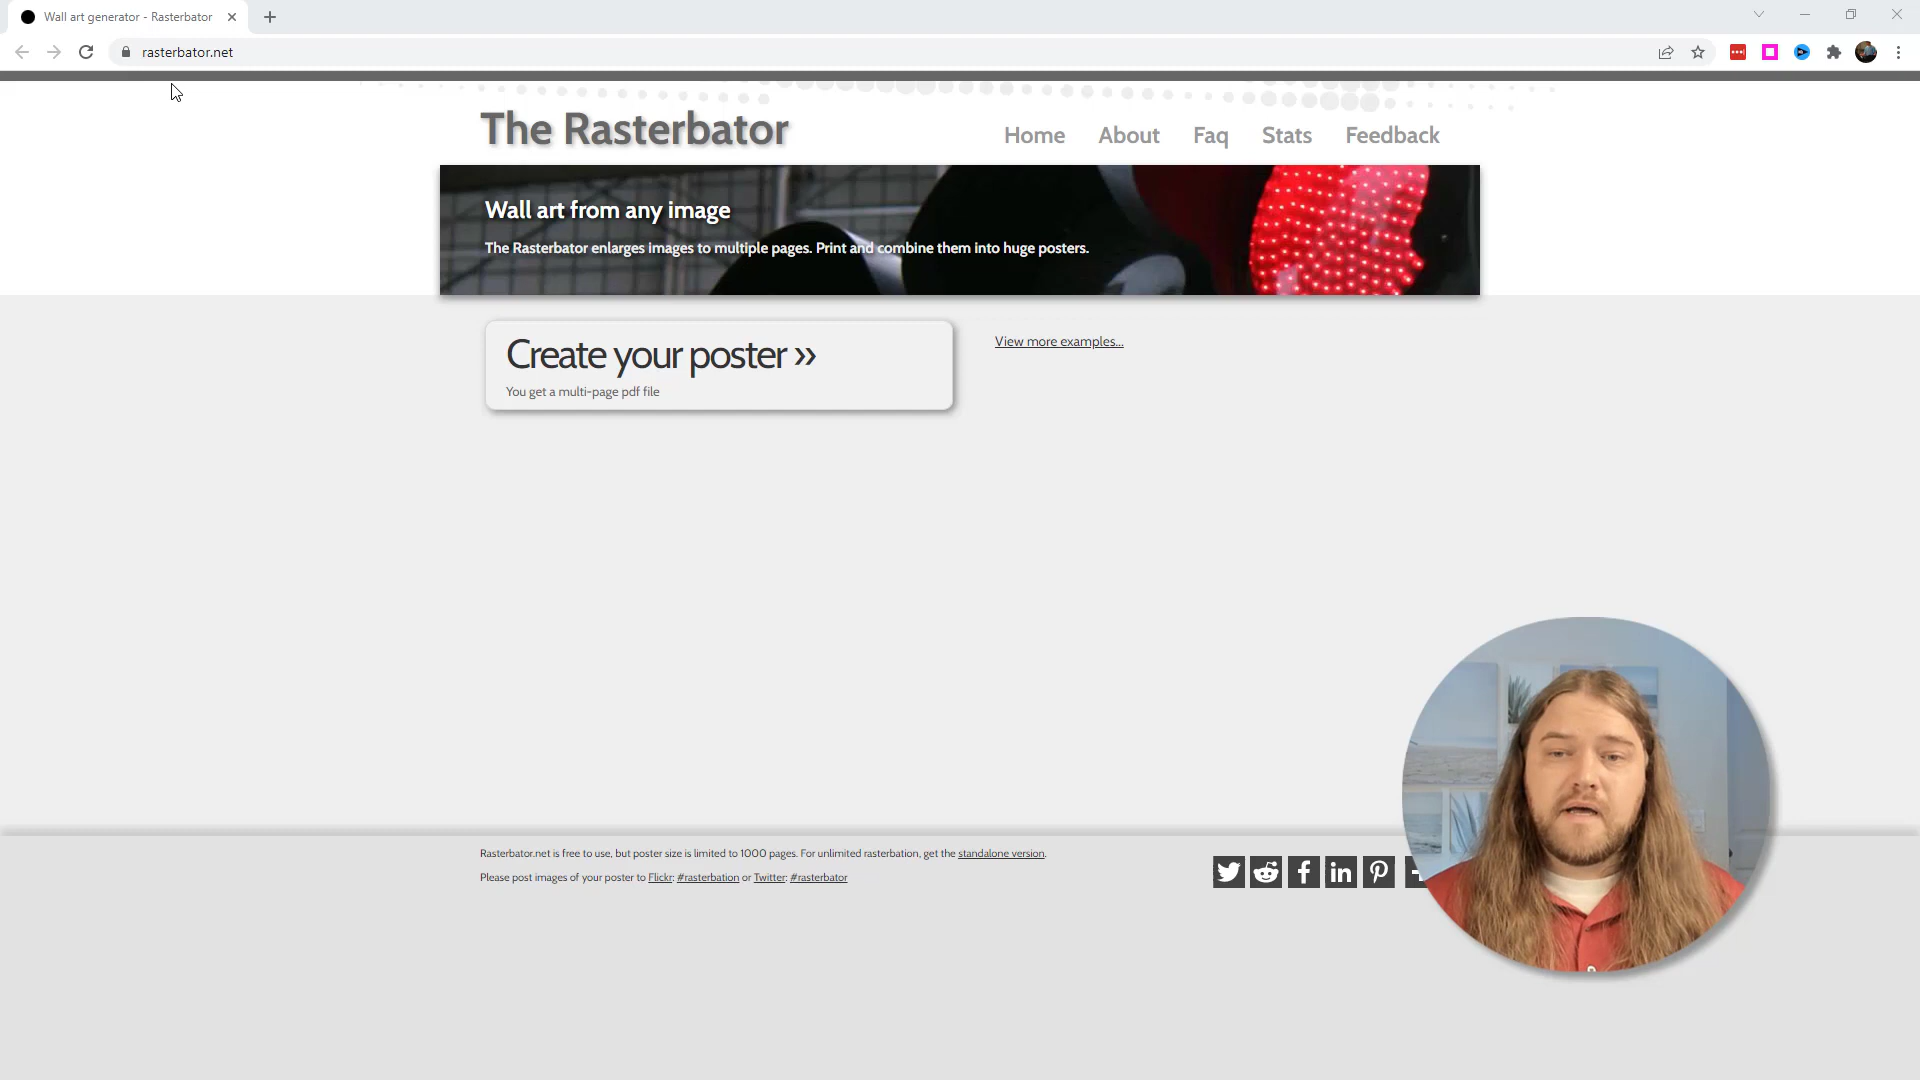 Wall art generator - Rasterbator
rasterbator.net
The Rasterbator
Home About Faq Stats Feedback
Wall art from any image
The Rasterbator enlarges images to multiple pages. Print and combine them into huge posters.
Create your poster »
You get a multi-page pdf file
View more examples...
Rasterbator.net is free to use, but poster size is limited to 1000 pages. For unlimited rasterbation, get the standalone version.
Please post images of your poster to Flickr: #rasterbation or Twitter: #rasterbator